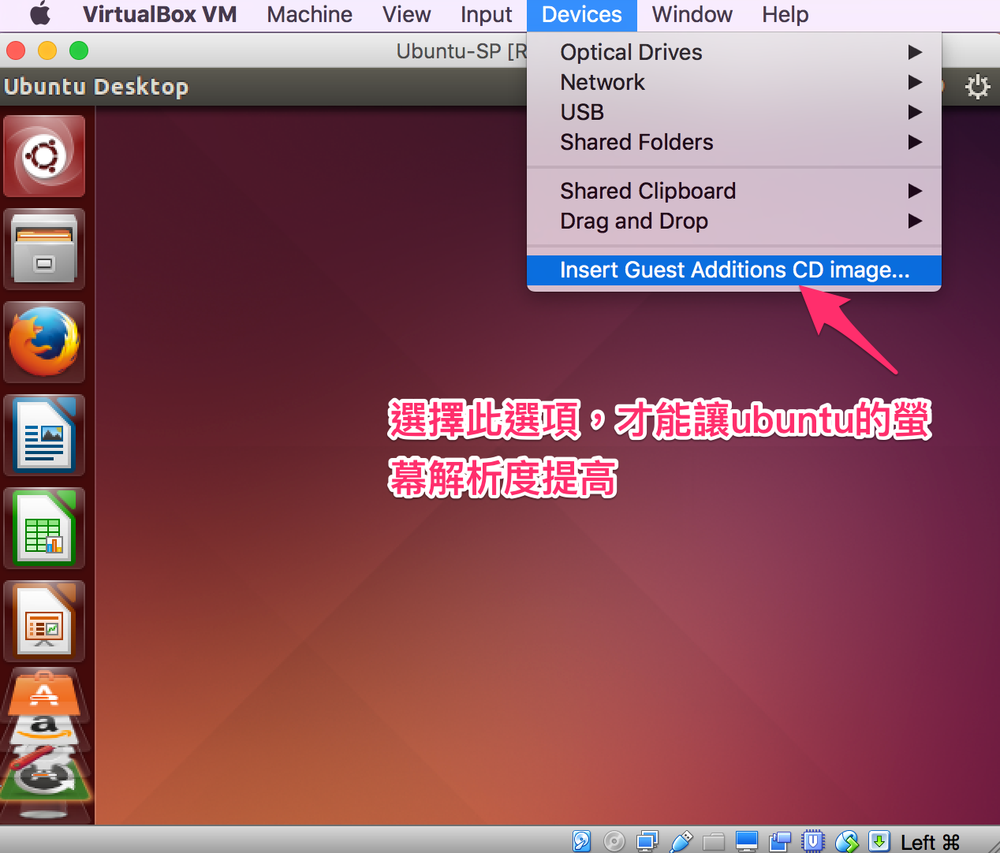 VirtualBox VM Machine View Input Devices Window Help
Ubuntu-SP [R
Ubuntu Desktop
Optical Drives
Network
USB
Shared Folders
Shared Clipboard
Drag and Drop
Insert Guest Additions CD image...
選擇此選項，才能讓ubuntu的螢
幕解析度提高
Left ⌘